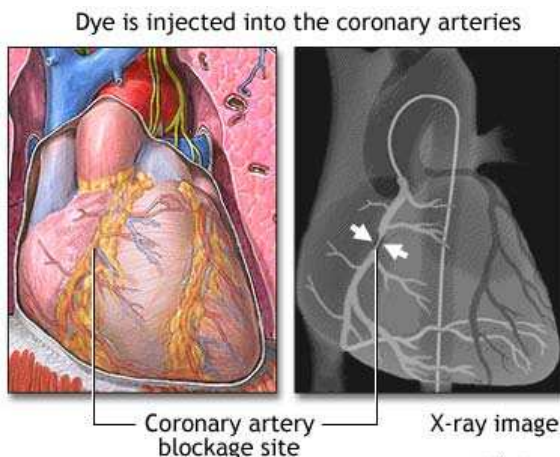 Dye is injected into the coronary arteries
Coronary artery
blockage site
X-ray image